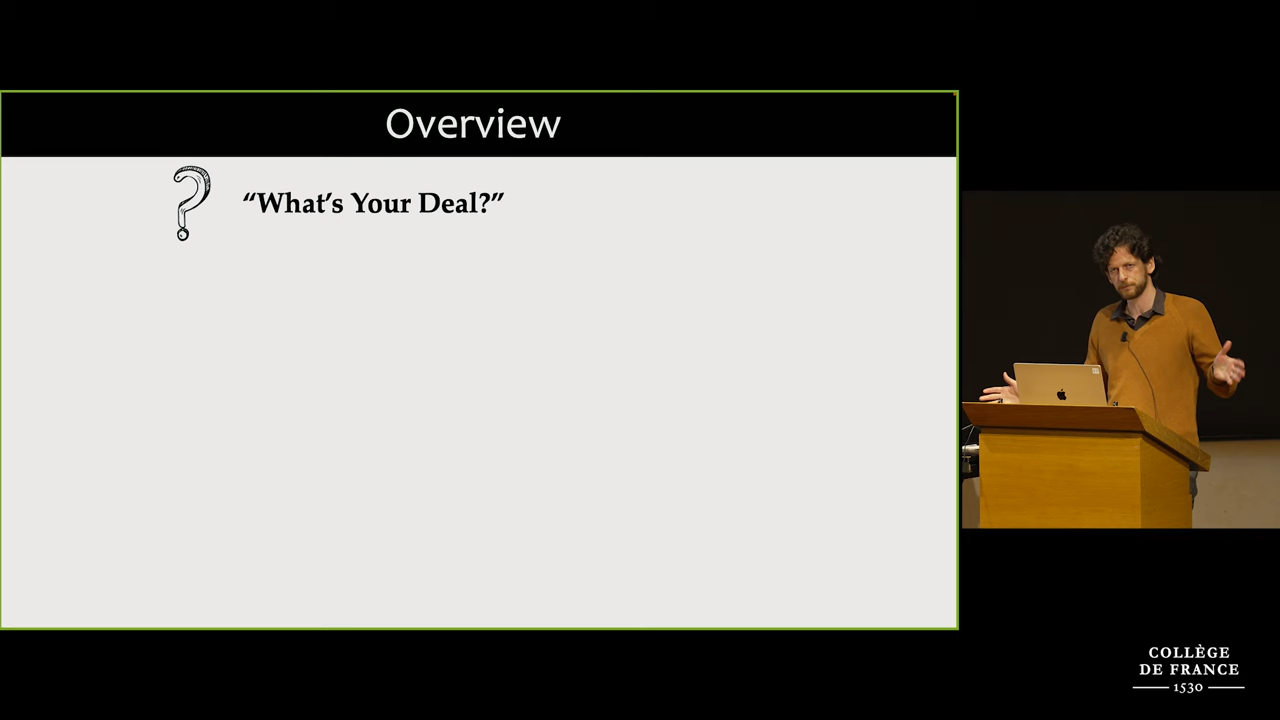 Overview
“What’s Your Deal?”
COLLÈGE
DE FRANCE
1530